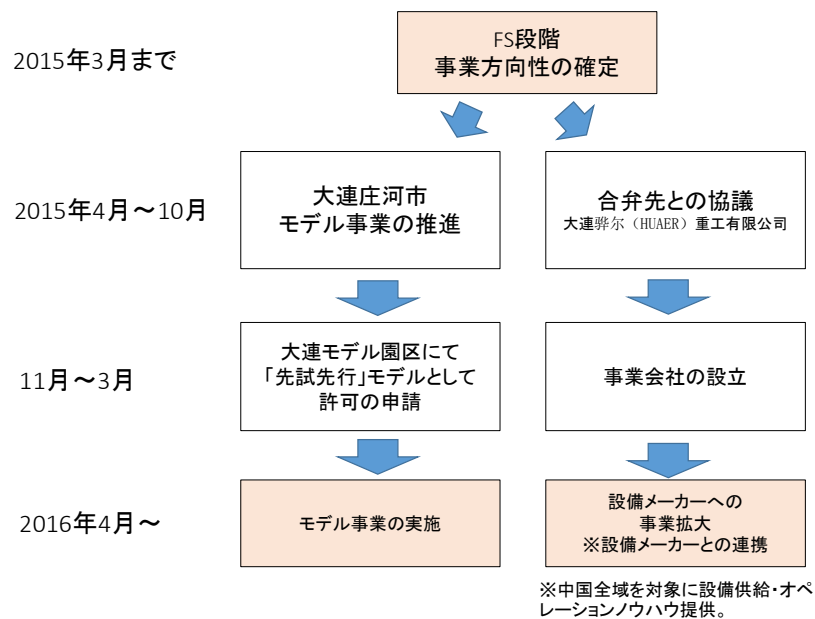 2015年3月まで
FS段階
事業方向性の確定
2015年4月～10月
大連庄河市
モデル事業の推進
合弁先との協議
大連骅尔（HUAER）重工有限公司
11月～3月
大連モデル園区にて
「先試先行」モデルとして
許可の申請
事業会社の設立
2016年4月～
モデル事業の実施
設備メーカーへの
事業拡大
※設備メーカーとの連携
※中国全域を対象に設備供給・オペ
レーションノウハウ提供。